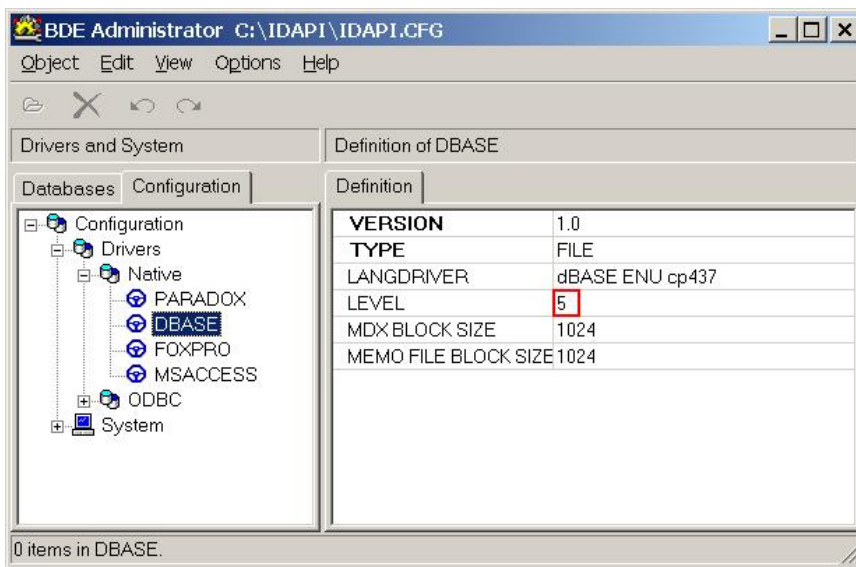 BDE Administrator C:\IDAPI\IDAPI.CFG
Object Edit View Options Help
Drivers and System Definition of DBASE
Databases Configuration Definition
Configuration
Drivers
Native
PARADOX
DBASE
FOXPRO
MSACCESS
ODBC
System
VERSION 1.0
TYPE FILE
LANGDRIVER dBASE ENU cp437
LEVEL 5
MDX BLOCK SIZE 1024
MEMO FILE BLOCK SIZE 1024
0 items in DBASE.